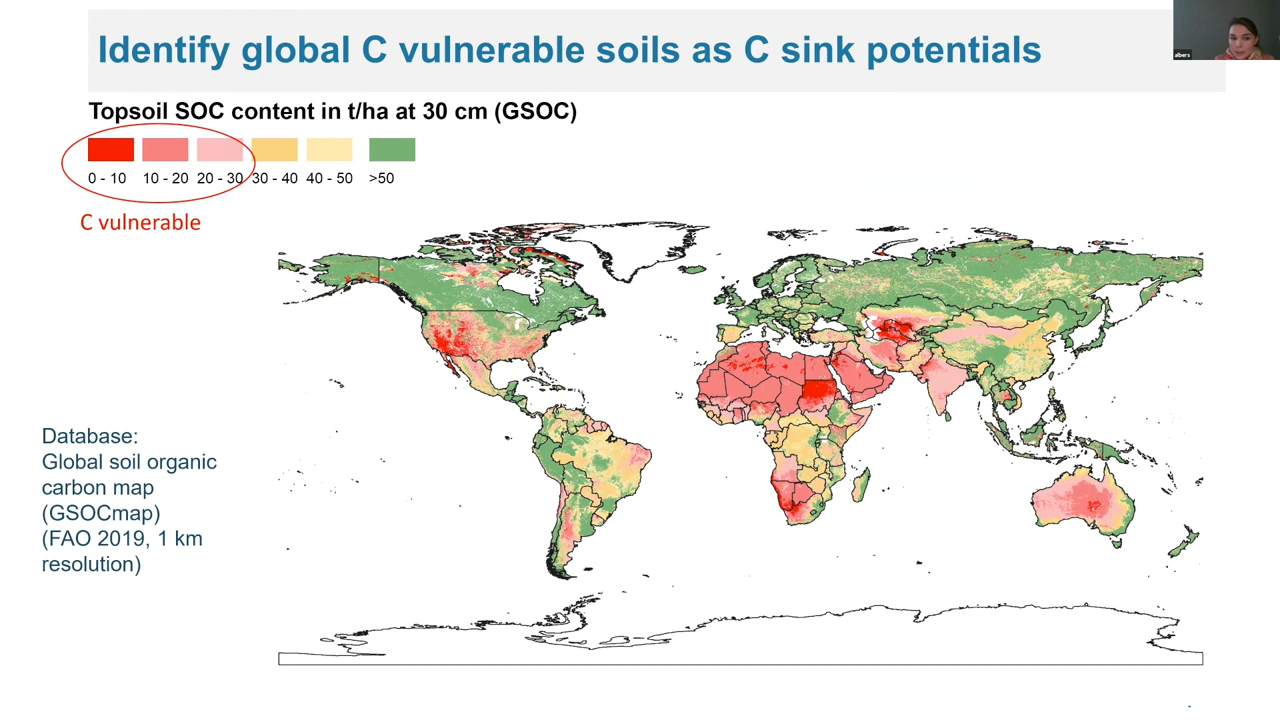 Identify global C vulnerable soils as C sink potentials
albers
Topsoil SOC content in t/ha at 30 cm (GSOC)
0 - 10 10 - 20 20 - 30 30 - 40 40 - 50 >50
C vulnerable
Database:
Global soil organic
carbon map
(GSOCmap)
(FAO 2019, 1 km
resolution)